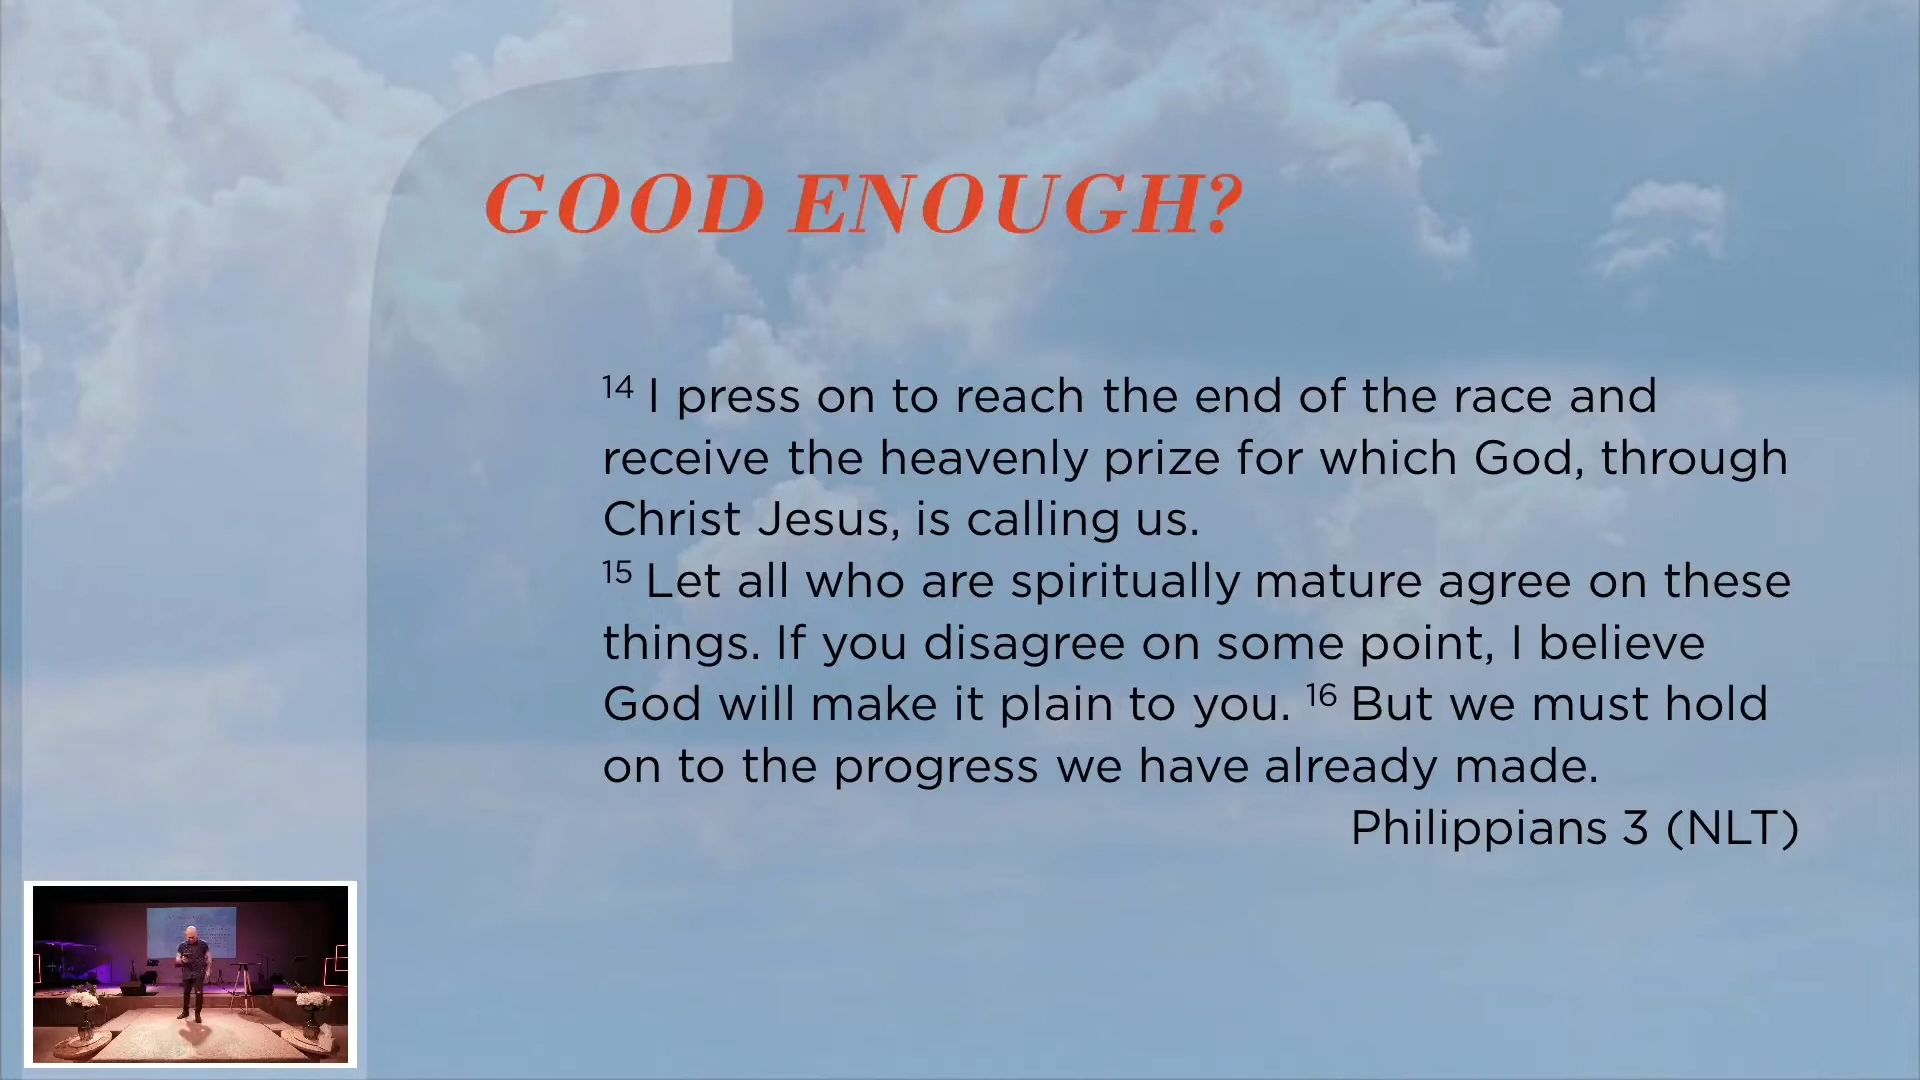 GOOD ENOUGH?
14 I press on to reach the end of the race and
receive the heavenly prize for which God, through
Christ Jesus, is calling us.
15 Let all who are spiritually mature agree on these
things. If you disagree on some point, I believe
God will make it plain to you. 16 But we must hold
on to the progress we have already made.
Philippians 3 (NLT)